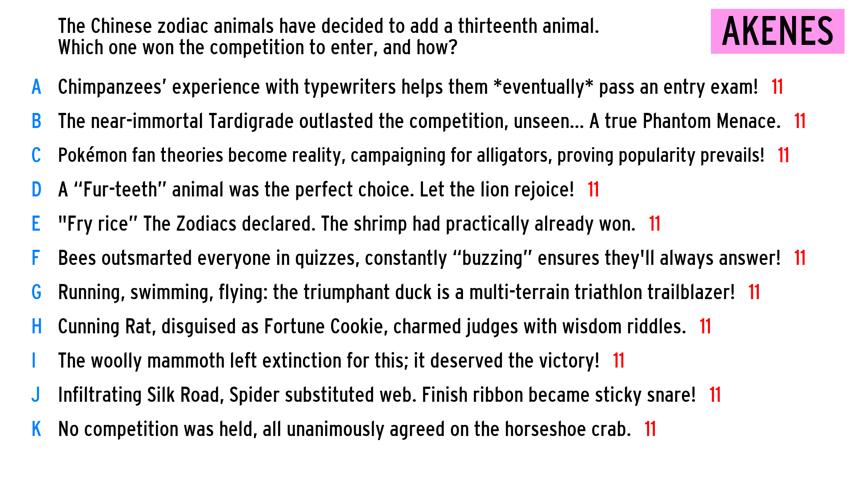 The Chinese zodiac animals have decided to add a thirteenth animal.
Which one won the competition to enter, and how?
AKENES
A Chimpanzees’ experience with typewriters helps them *eventually* pass an entry exam! 11
B The near-immortal Tardigrade outlasted the competition, unseen... A true Phantom Menace. 11
C Pokémon fan theories become reality, campaigning for alligators, proving popularity prevails! 11
D A “Fur-teeth” animal was the perfect choice. Let the lion rejoice! 11
E "Fry rice” The Zodiacs declared. The shrimp had practically already won. 11
F Bees outsmarted everyone in quizzes, constantly “buzzing” ensures they'll always answer! 11
G Running, swimming, flying: the triumphant duck is a multi-terrain triathlon trailblazer! 11
H Cunning Rat, disguised as Fortune Cookie, charmed judges with wisdom riddles. 11
I The woolly mammoth left extinction for this; it deserved the victory! 11
J Infiltrating Silk Road, Spider substituted web. Finish ribbon became sticky snare! 11
K No competition was held, all unanimously agreed on the horseshoe crab. 11